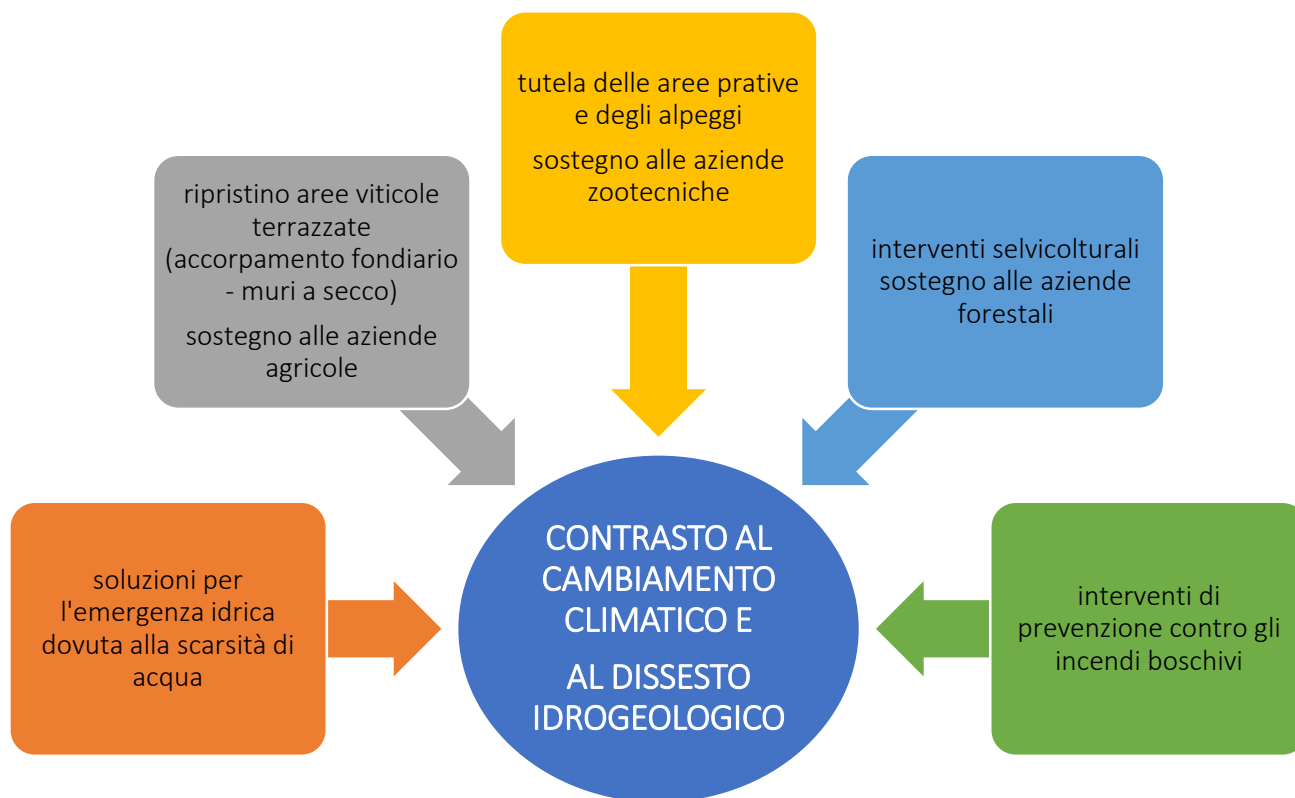 tutela delle aree prative
e degli alpeggi
sostegno alle aziende
zootecniche
ripristino aree viticole
terrazzate
(accorpamento fondiario
- muri a secco)
sostegno alle aziende
agricole
interventi selvicolturali
sostegno alle aziende
forestali
soluzioni per
l'emergenza idrica
dovuta alla scarsità di
acqua
CONTRASTO AL
CAMBIAMENTO
CLIMATICO E
AL DISSESTO
IDROGEOLOGICO
interventi di
prevenzione contro gli
incendi boschivi